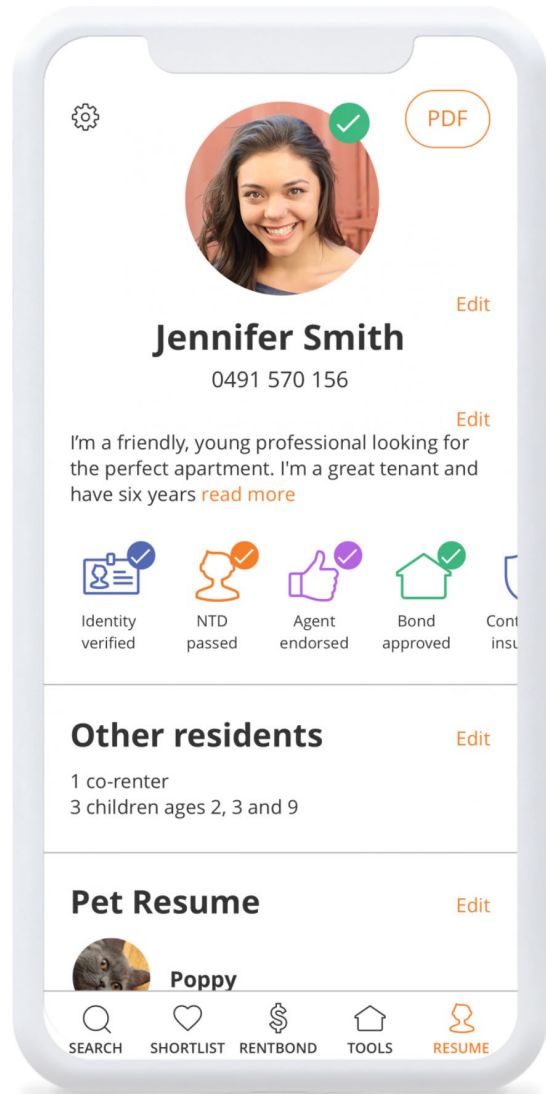 PDF
Edit
Jennifer Smith
0491 570 156
Edit
I'm a friendly, young professional looking for
the perfect apartment. I'm a great tenant and
have six years read more
Identity
verified
NTD
passed
Agent
endorsed
Bond
approved
Cont
insu
Other residents
Edit
1 co-renter
3 children ages 2, 3 and 9
Pet Resume
Edit
Poppy
SEARCH
SHORTLIST
RENTBOND
TOOLS
RESUME